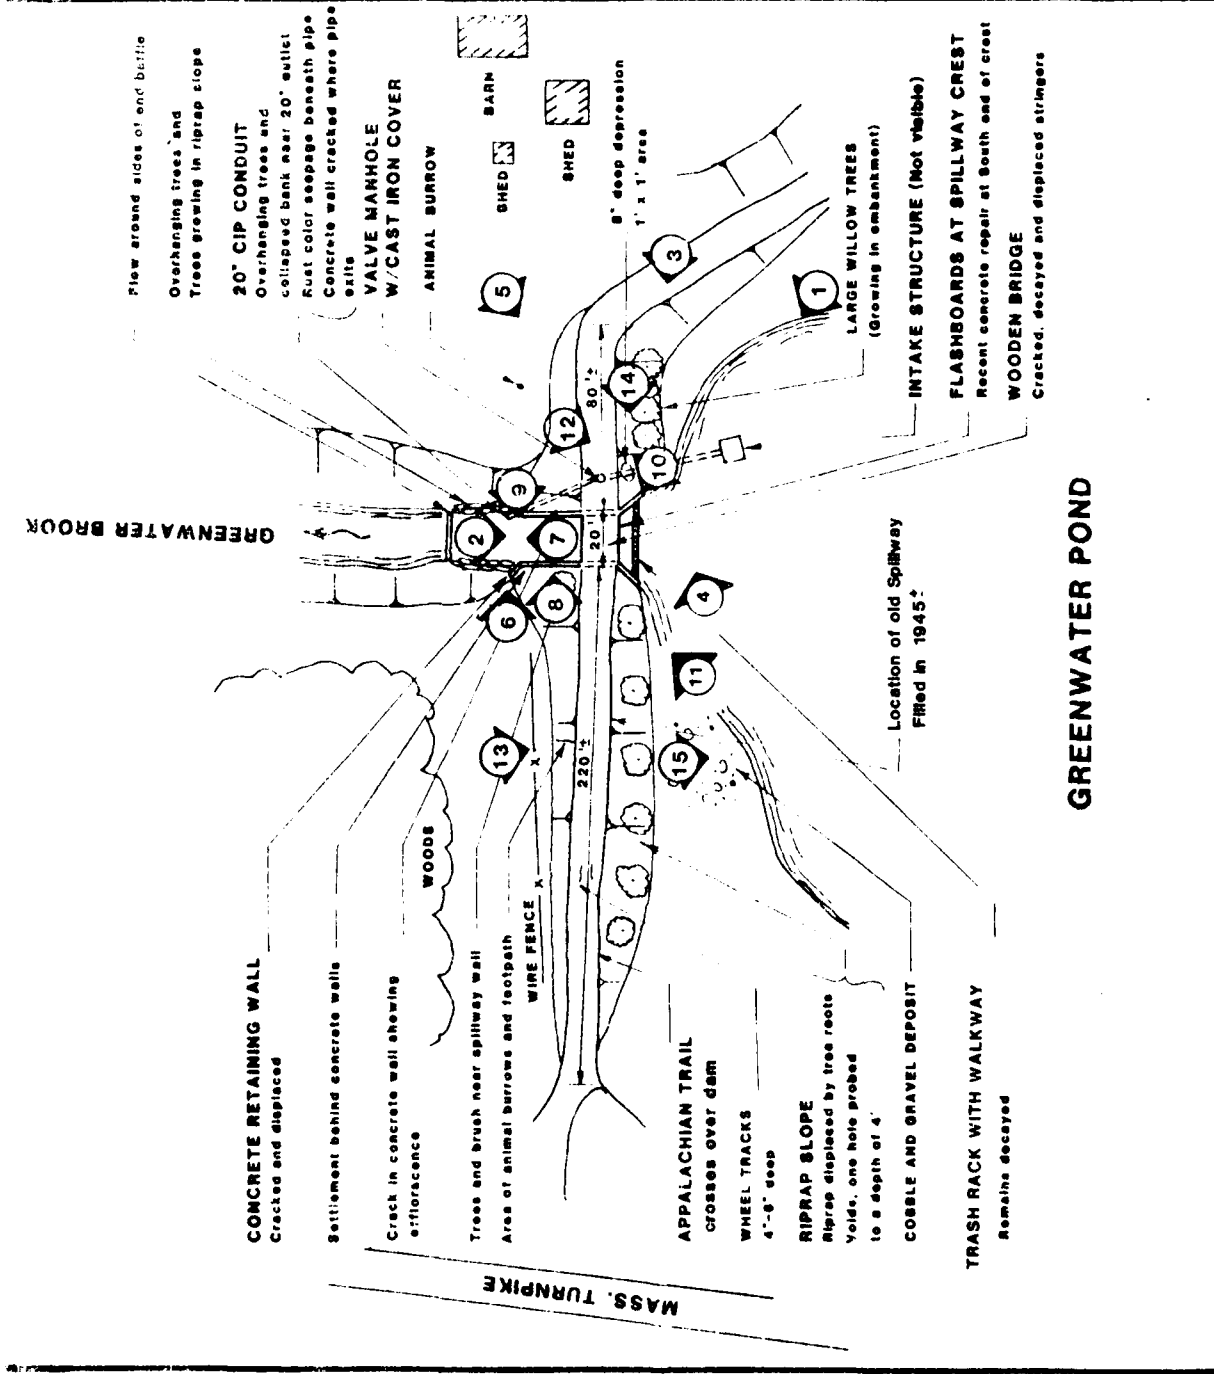 Flow around sides of end baffle
Overhanging trees and
Trees growing in riprap slope
20" CIP CONDUIT
Overhanging trees and
collapsed bank near 20" outlet
Rust color seepage beneath pipe
Concrete wall cracked where pipe
exits
VALVE MANHOLE
W/CAST IRON COVER
ANIMAL BURROW
BARN
SHED
SHED
8" deep depression
1' x 1' area
LARGE WILLOW TREES
(Growing in embankment)
INTAKE STRUCTURE (Not visible)
FLASHBOARDS AT SPILLWAY CREST
Recent concrete repair at South end of crest
WOODEN BRIDGE
Cracked, decayed and displaced stringers
GREENWATER BROOK
5
3
1
12
14
80'±
9
10
2
7
20'
6
8
4
11
13
15
220'±
WOODS
WIRE FENCE
x
x
Location of old Spillway
Filled in 1945±
GREENWATER POND
CONCRETE RETAINING WALL
Cracked and displaced
Settlement behind concrete walls
Crack in concrete wall showing
efloracence
Trees and brush near spillway wall
Area of animal burrows and footpath
APPALACHIAN TRAIL
crosses over dam
WHEEL TRACKS
4"-6" deep
RIPRAP SLOPE
Riprap displaced by tree roots
Voids, one hole probed
to a depth of 4'
COBBLE AND GRAVEL DEPOSIT
TRASH RACK WITH WALKWAY
Remains decayed
MASS. TURNPIKE